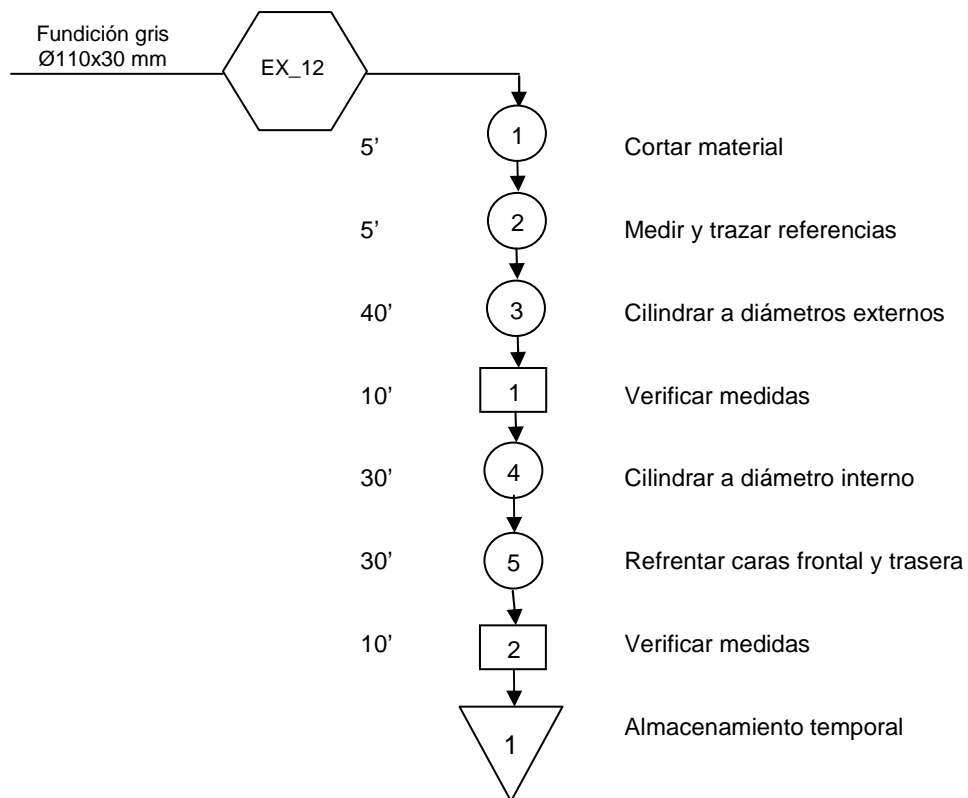 Fundición gris
Ø110x30 mm
EX_12
5’ 1 Cortar material
5’ 2 Medir y trazar referencias
40’ 3 Cilindrar a diámetros externos
10’ 1 Verificar medidas
30’ 4 Cilindrar a diámetro interno
30’ 5 Refrentar caras frontal y trasera
10’ 2 Verificar medidas
1 Almacenamiento temporal